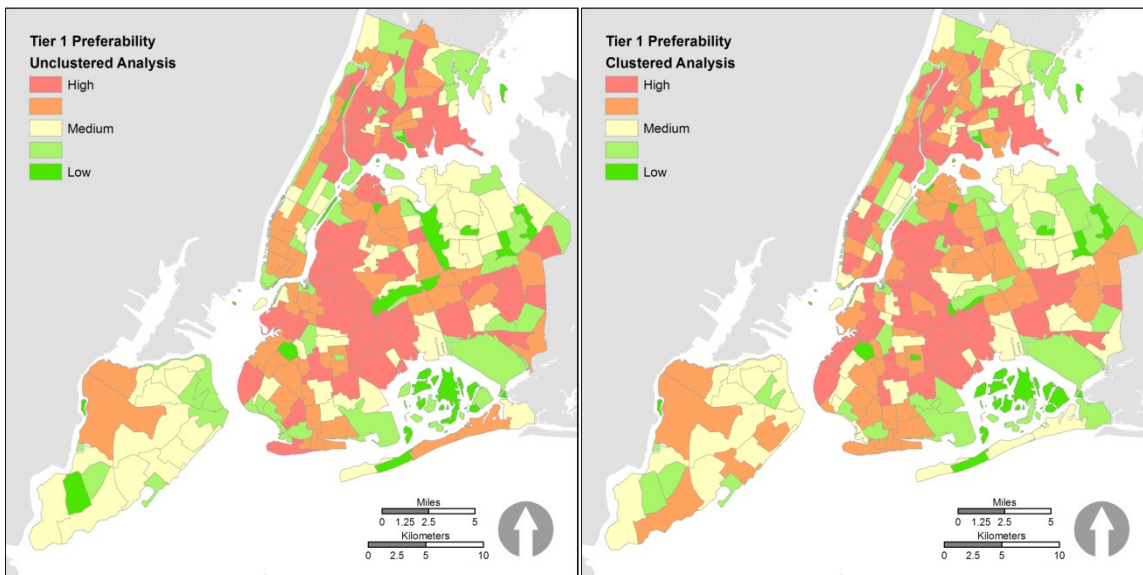 Tier 1 Preferability
Unclustered Analysis
High
Medium
Low
Miles
0 1.25 2.5 5
Kilometers
0 2.5 5 10
Tier 1 Preferability
Clustered Analysis
High
Medium
Low
Miles
0 1.25 2.5 5
Kilometers
0 2.5 5 10